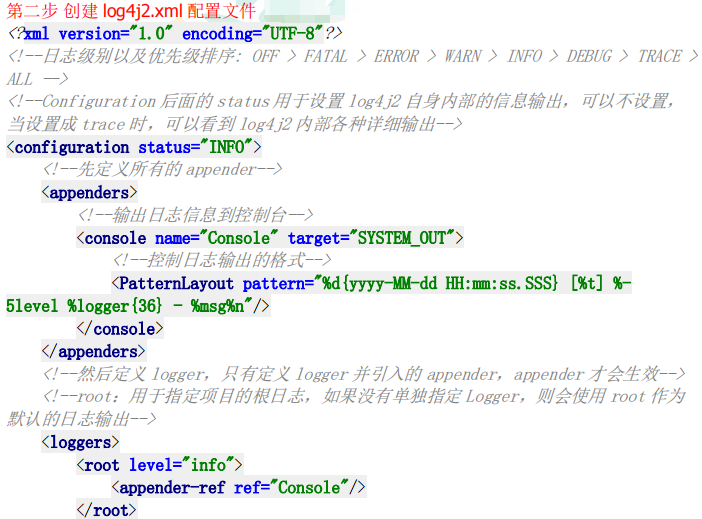 第二步 创建 log4j2.xml 配置文件
<?xml version="1.0" encoding="UTF-8"?>
<!--日志级别以及优先级排序: OFF > FATAL > ERROR > WARN > INFO > DEBUG > TRACE >
ALL -->
<!--Configuration 后面的 status 用于设置 log4j2 自身内部的信息输出，可以不设置，
当设置成 trace 时，可以看到 log4j2 内部各种详细输出-->
<configuration status="INFO">
<!--先定义所有的 appender-->
<appenders>
<!--输出日志信息到控制台-->
<console name="Console" target="SYSTEM_OUT">
<!--控制日志输出的格式-->
<PatternLayout pattern="%d{yyyy-MM-dd HH:mm:ss.SSS} [%t] %-
5level %logger{36} - %msg%n"/>
</console>
</appenders>
<!--然后定义 logger，只有定义 logger 并引入的 appender，appender 才会生效-->
<!--root：用于指定项目的根日志，如果没有单独指定 Logger，则会使用 root 作为
默认的日志输出-->
<loggers>
<root level="info">
<appender-ref ref="Console"/>
</root>